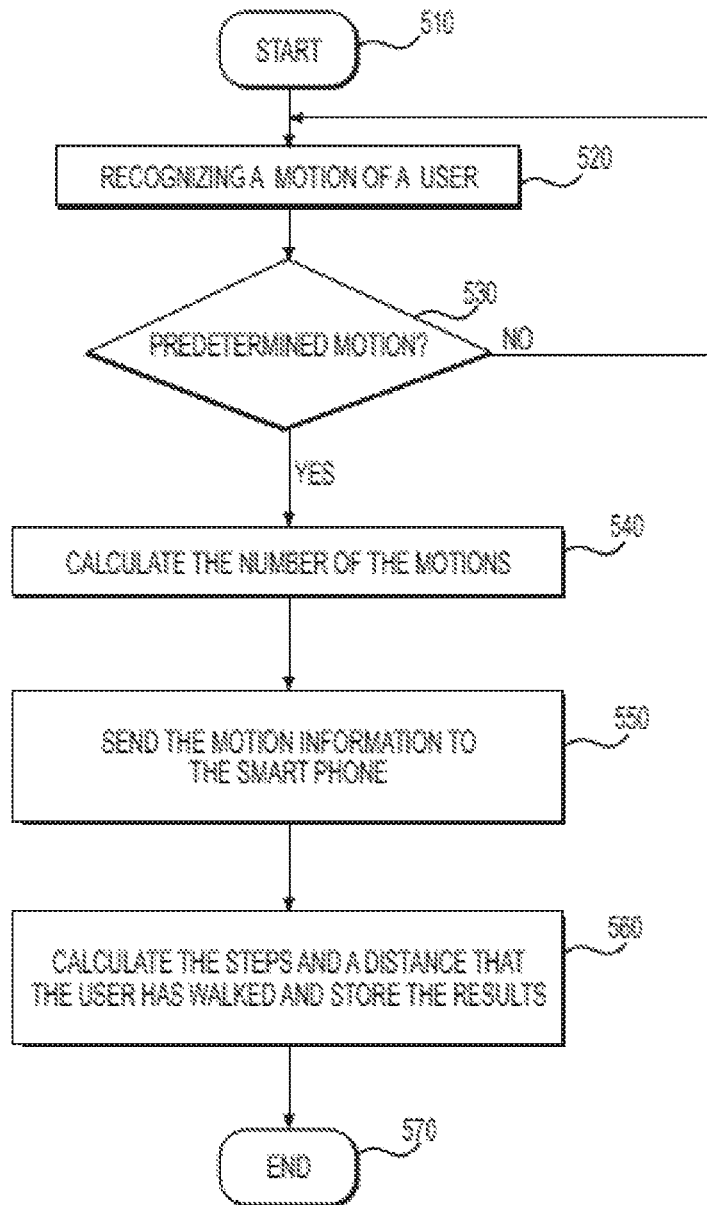 START
510
RECOGNIZING A MOTION OF A USER
520
530
PREDETERMINED MOTION?
NO
YES
540
CALCULATE THE NUMBER OF THE MOTIONS
SEND THE MOTION INFORMATION TO
THE SMART PHONE
550
560
CALCULATE THE STEPS AND A DISTANCE THAT
THE USER HAS WALKED AND STORE THE RESULTS
570
END